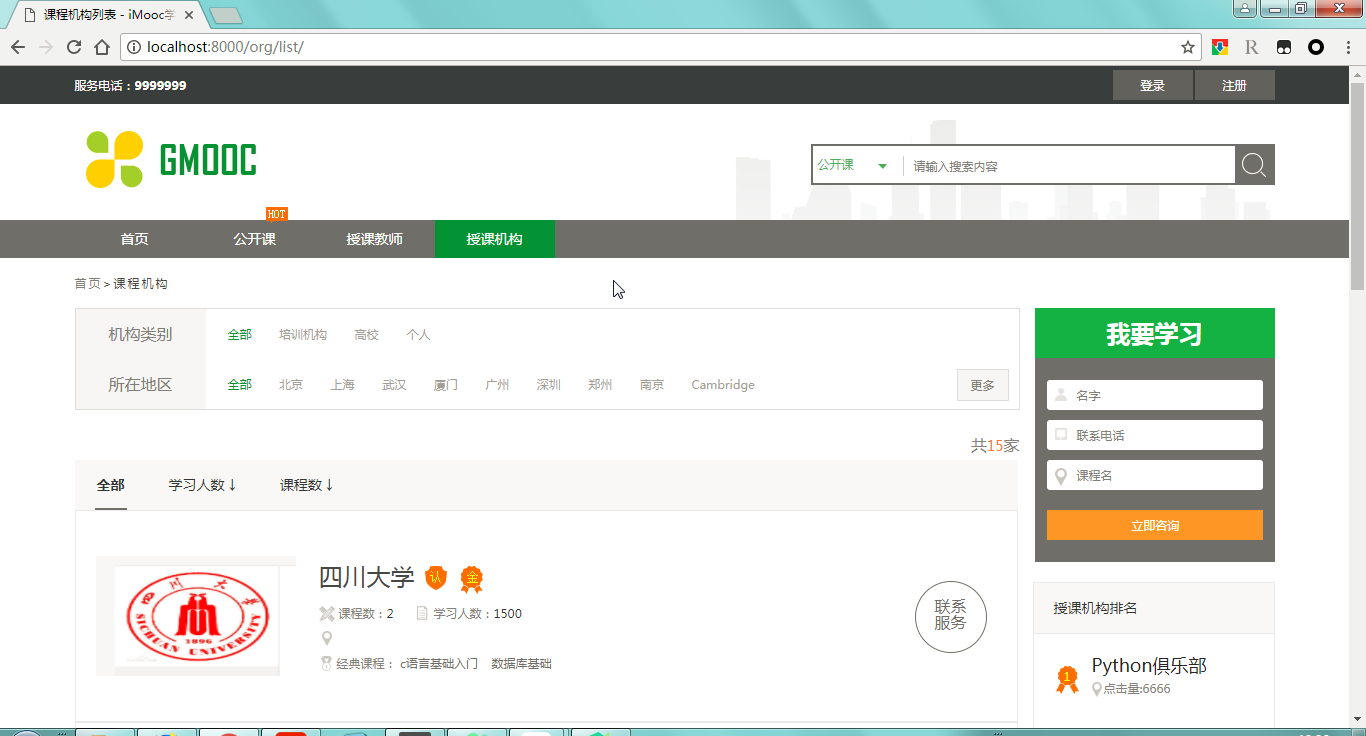 课程机构列表 - iMooc学
localhost:8000/org/list/
服务电话：9999999
登录 注册
GMOOC
公开课 请输入搜索内容
HOT
首页 公开课 授课教师 授课机构
首页 > 课程机构
机构类别 全部 培训机构 高校 个人
所在地区 全部 北京 上海 武汉 厦门 广州 深圳 郑州 南京 Cambridge 更多
我要学习
名字
联系电话
课程名
立即咨询
共15家
全部 学习人数↓ 课程数↓
四川大学 认 金
课程数：2 学习人数：1500
经典课程： c语言基础入门 数据库基础
联系
服务
四川大学
1896
SICHUAN UNIVERSITY
授课机构排名
1 Python俱乐部
点击量:6666